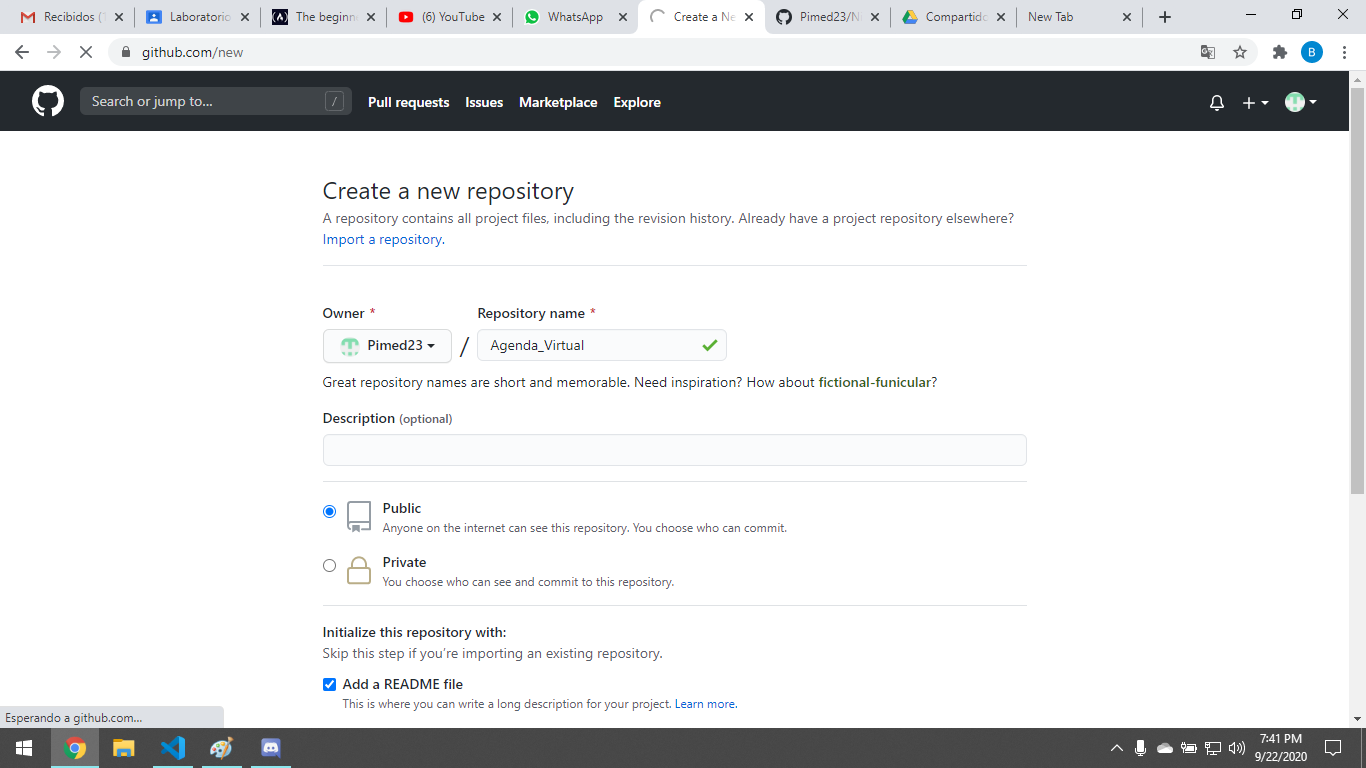 Recibidos (
Laboratorio
The beginn
(6) YouTube
WhatsApp
Create a Ne
Pimed23/Ni
Compartido
New Tab
github.com/new
B
Search or jump to...
/
Pull requests
Issues
Marketplace
Explore
Create a new repository
A repository contains all project files, including the revision history. Already have a project repository elsewhere?
Import a repository.
Owner *
Repository name *
Pimed23
/
Agenda_Virtual
Great repository names are short and memorable. Need inspiration? How about fictional-funicular?
Description (optional)
Public
Anyone on the internet can see this repository. You choose who can commit.
Private
You choose who can see and commit to this repository.
Initialize this repository with:
Skip this step if you're importing an existing repository.
Add a README file
This is where you can write a long description for your project. Learn more.
Esperando a github.com...
7:41 PM
9/22/2020